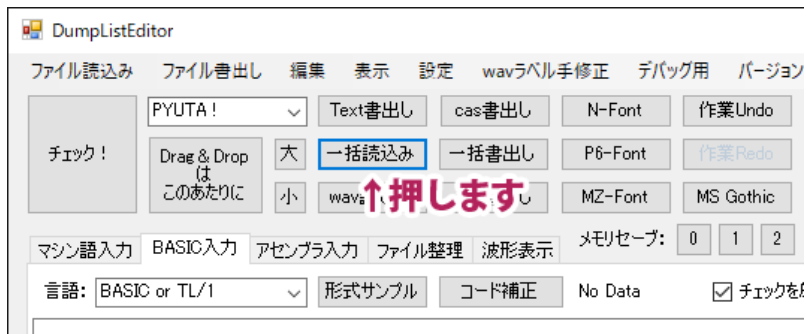 DumpListEditor
ファイル読込み ファイル書出し 編集 表示 設定 wavラベル手修正 デバッグ用 バージョン
チェック！ PYUTA！ Text書出し cas書出し N-Font 作業Undo
Drag & Drop
は
このあたりに
大 一括読込み 一括書出し P6-Font 作業Redo
小 wav
↑押します
MZ-Font MS Gothic
マシン語入力 BASIC入力 アセンブラ入力 ファイル整理 波形表示 メモリセーブ： 0 1 2
言語： BASIC or TL/1 形式サンプル コード補正 No Data チェックを